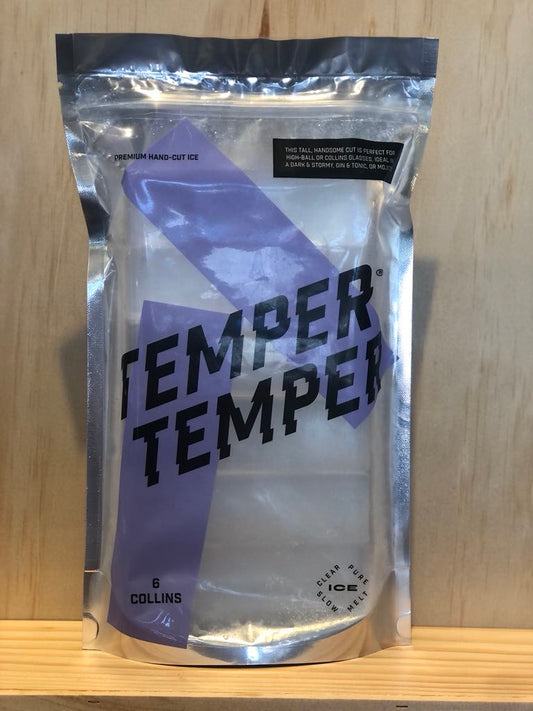 PREMIUM HAND-CUT ICE
THIS TALL, HANDSOME CUT IS PERFECT FOR
HIGH-BALL OR COLLINS GLASSES, IDEAL IN
A DARK & STORMY, GIN & TONIC, OR MOJITO
TEMPER®
TEMPER
6
COLLINS
CLEAR PURE
ICE
SLOW MELT